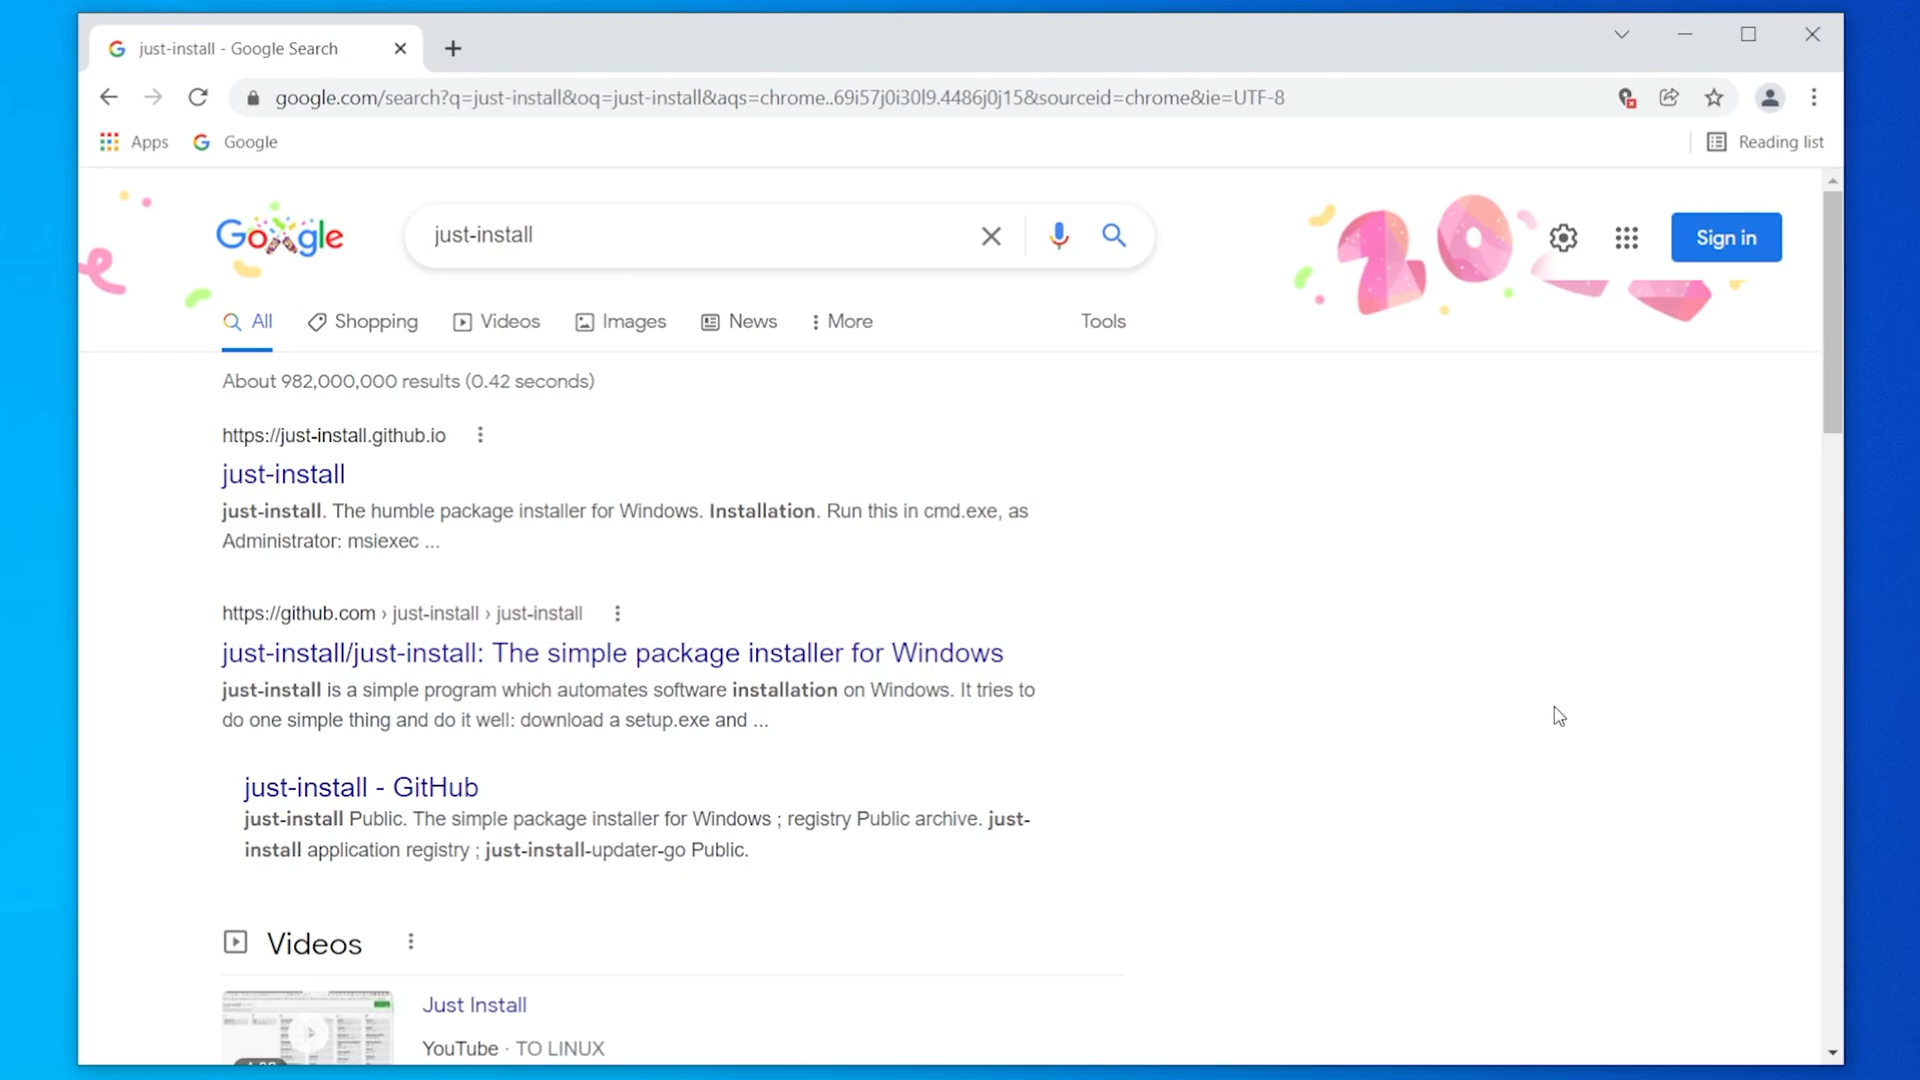 just-install - Google Search
google.com/search?q=just-install&oq=just-install&aqs=chrome..69i57j0i30l9.4486j0j15&sourceid=chrome&ie=UTF-8
Apps
Google
Reading list
Google
just-install
Sign in
All
Shopping
Videos
Images
News
More
Tools
About 982,000,000 results (0.42 seconds)
https://just-install.github.io
just-install
just-install. The humble package installer for Windows. Installation. Run this in cmd.exe, as
Administrator: msiexec ...
https://github.com › just-install › just-install
just-install/just-install: The simple package installer for Windows
just-install is a simple program which automates software installation on Windows. It tries to
do one simple thing and do it well: download a setup.exe and ...
just-install - GitHub
just-install Public. The simple package installer for Windows ; registry Public archive. just-
install application registry ; just-install-updater-go Public.
Videos
Just Install
YouTube · TO LINUX